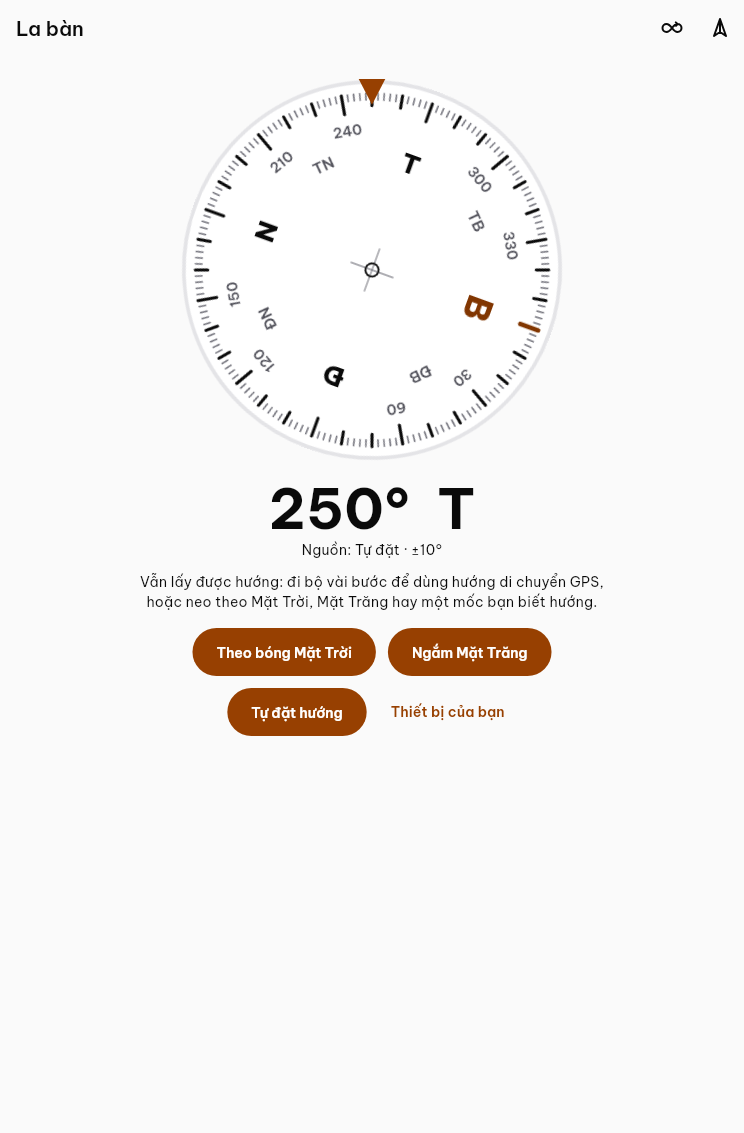 La bàn
240
210
TN
T
300
TB
330
N
B
150
ĐN
120
Đ
ĐB
30
60
250° T
Nguồn: Tự đặt · ±10°
Vẫn lấy được hướng: đi bộ vài bước để dùng hướng di chuyển GPS,
hoặc neo theo Mặt Trời, Mặt Trăng hay một mốc bạn biết hướng.
Theo bóng Mặt Trời
Ngắm Mặt Trăng
Tự đặt hướng
Thiết bị của bạn